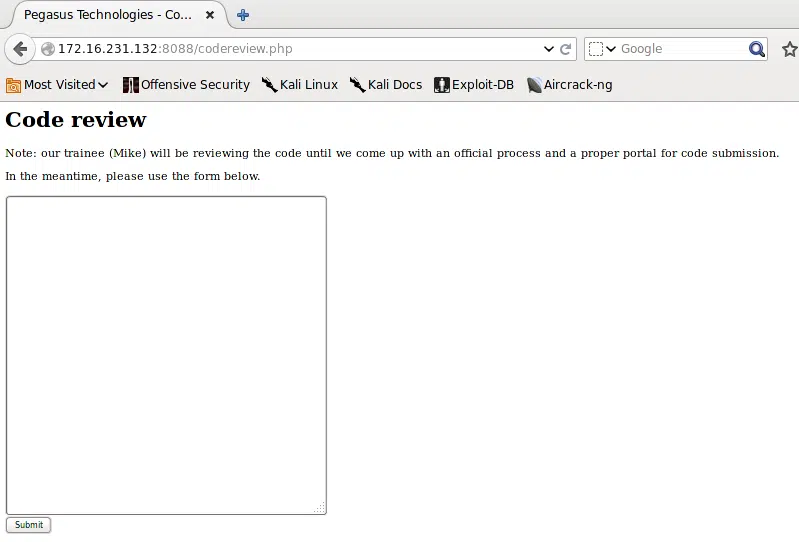 Pegasus Technologies - Co...
172.16.231.132:8088/codereview.php
Google
Most Visited
Offensive Security
Kali Linux
Kali Docs
Exploit-DB
Aircrack-ng
Code review
Note: our trainee (Mike) will be reviewing the code until we come up with an official process and a proper portal for code submission.
In the meantime, please use the form below.
Submit